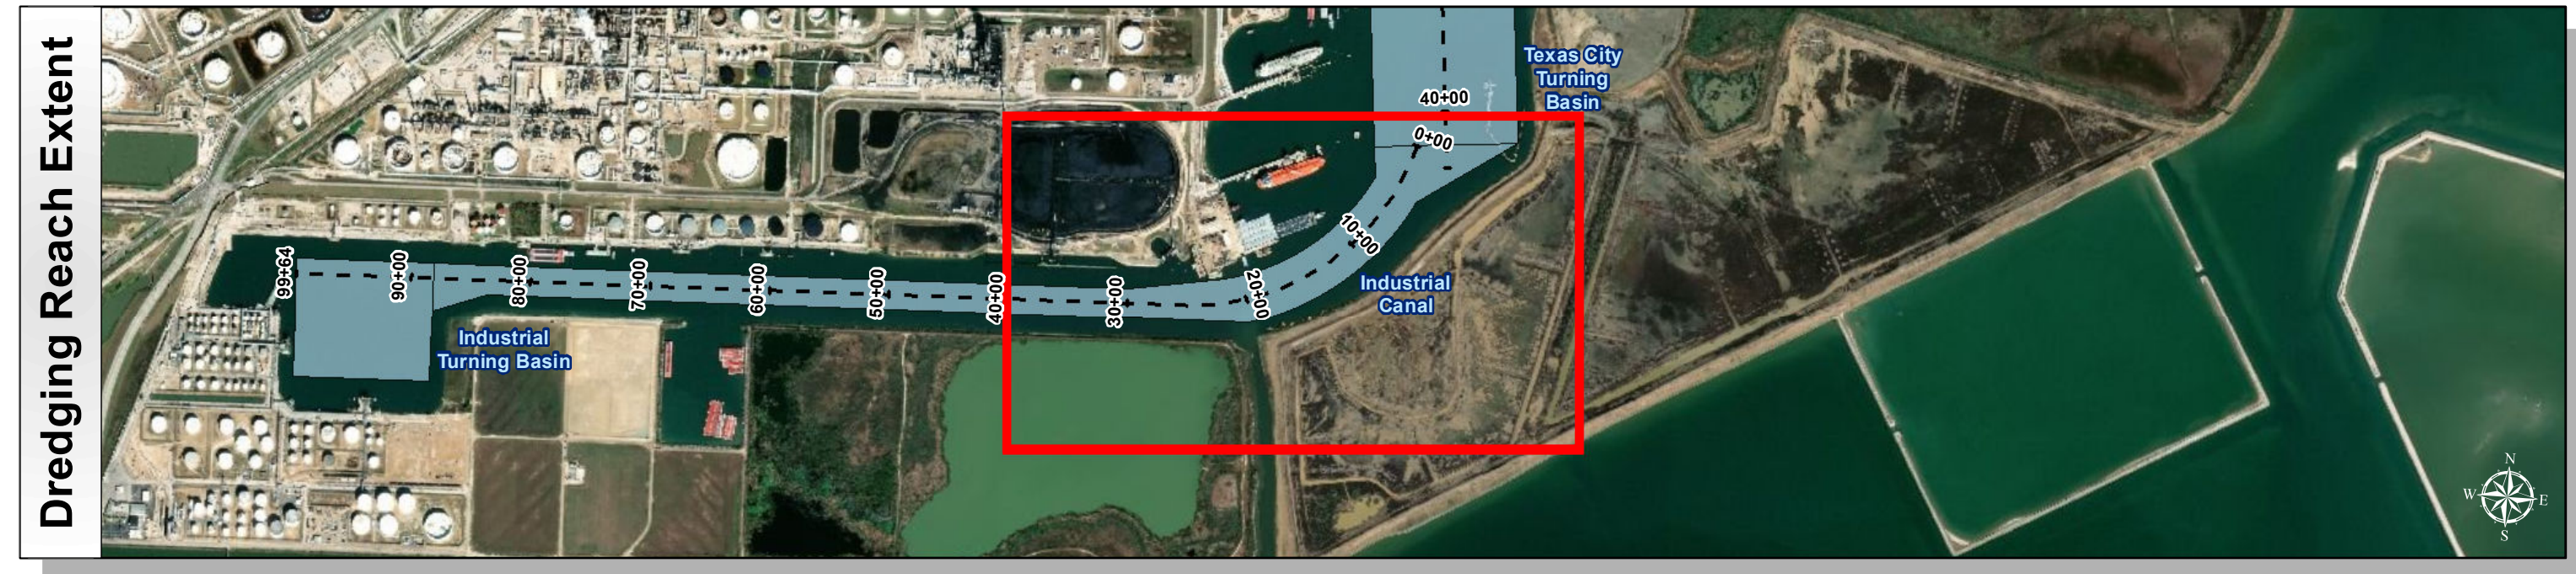 Dredging Reach Extent
Texas City
Turning
Basin
40+00
0+00
10+00
20+00
30+00
40+00
50+00
60+00
70+00
80+00
90+00
99+64
Industrial
Canal
Industrial
Turning Basin
N
W
E
S